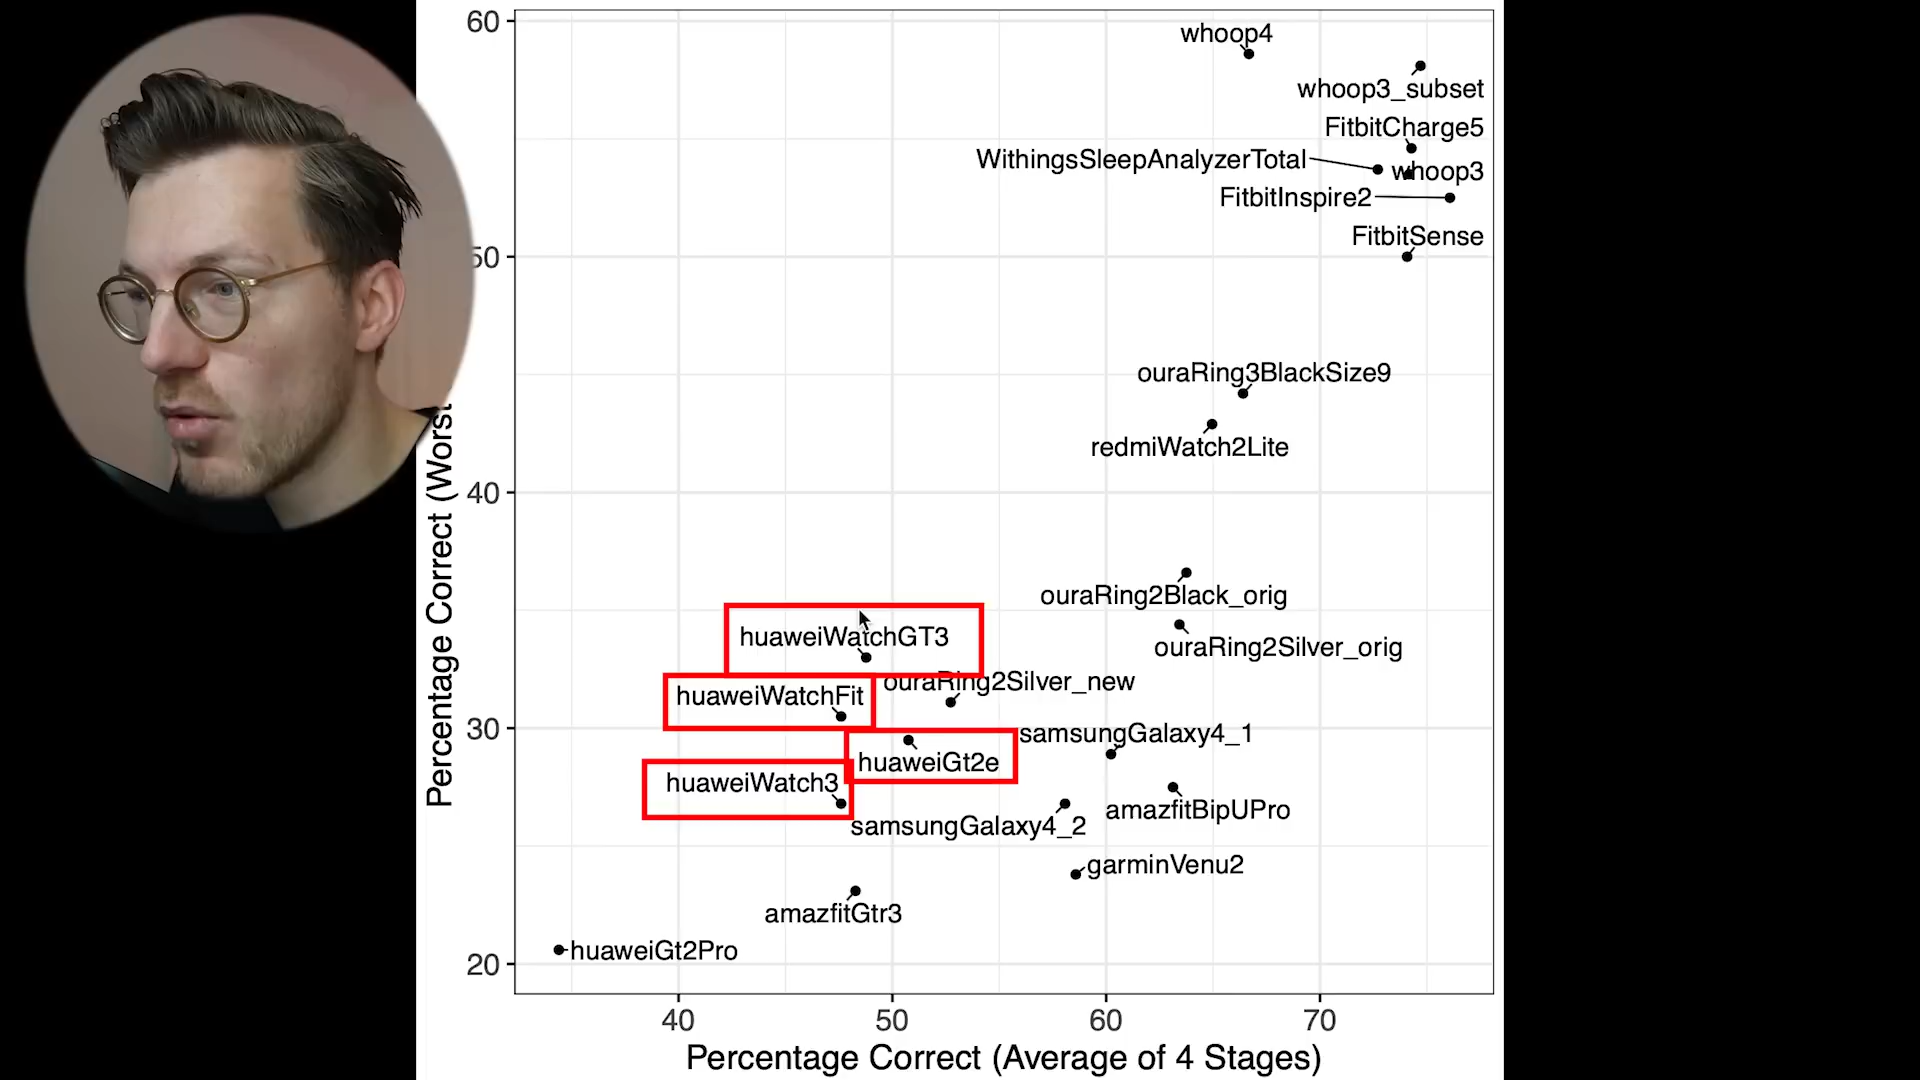 60
whoop4
whoop3_subset
FitbitCharge5
WithingsSleepAnalyzerTotal
whoop3
FitbitInspire2
FitbitSense
50
ouraRing3BlackSize9
redmiWatch2Lite
40
Percentage Correct (Worst
ouraRing2Black_orig
huaweiWatchGT3
ouraRing2Silver_orig
ouraRing2Silver_new
huaweiWatchFit
30
samsungGalaxy4_1
huaweiGt2e
huaweiWatch3
amazfitBipUPro
samsungGalaxy4_2
garminVenu2
amazfitGtr3
huaweiGt2Pro
20
40 50 60 70
Percentage Correct (Average of 4 Stages)